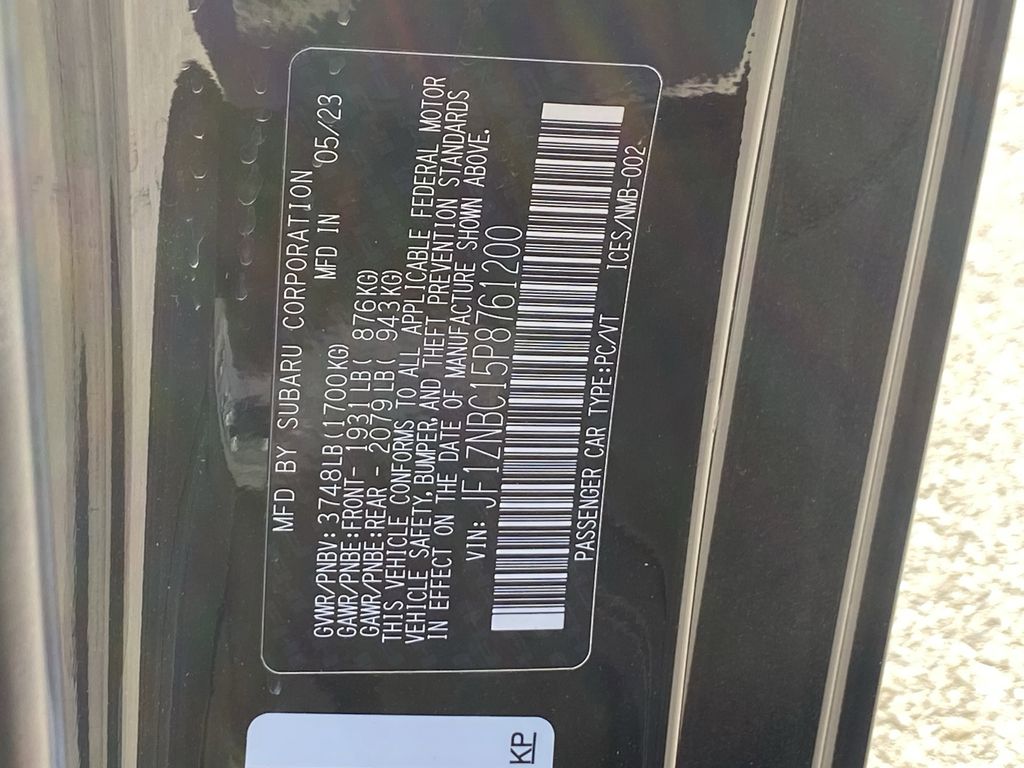 MFD BY SUBARU CORPORATION
MFD IN '05/23
GVWR/PNBV:3748LB(1700KG)
GAWR/PNBE:FRONT- 1931LB( 876KG)
GAWR/PNBE:REAR - 2079LB( 943KG)
THIS VEHICLE CONFORMS TO ALL APPLICABLE FEDERAL MOTOR
VEHICLE SAFETY,BUMPER,AND THEFT PREVENTION STANDARDS
IN EFFECT ON THE DATE OF MANUFACTURE SHOWN ABOVE.
VIN: JF1ZNBC15P8761200
PASSENGER CAR TYPE:PC/VT ICES/NMB-002
KP